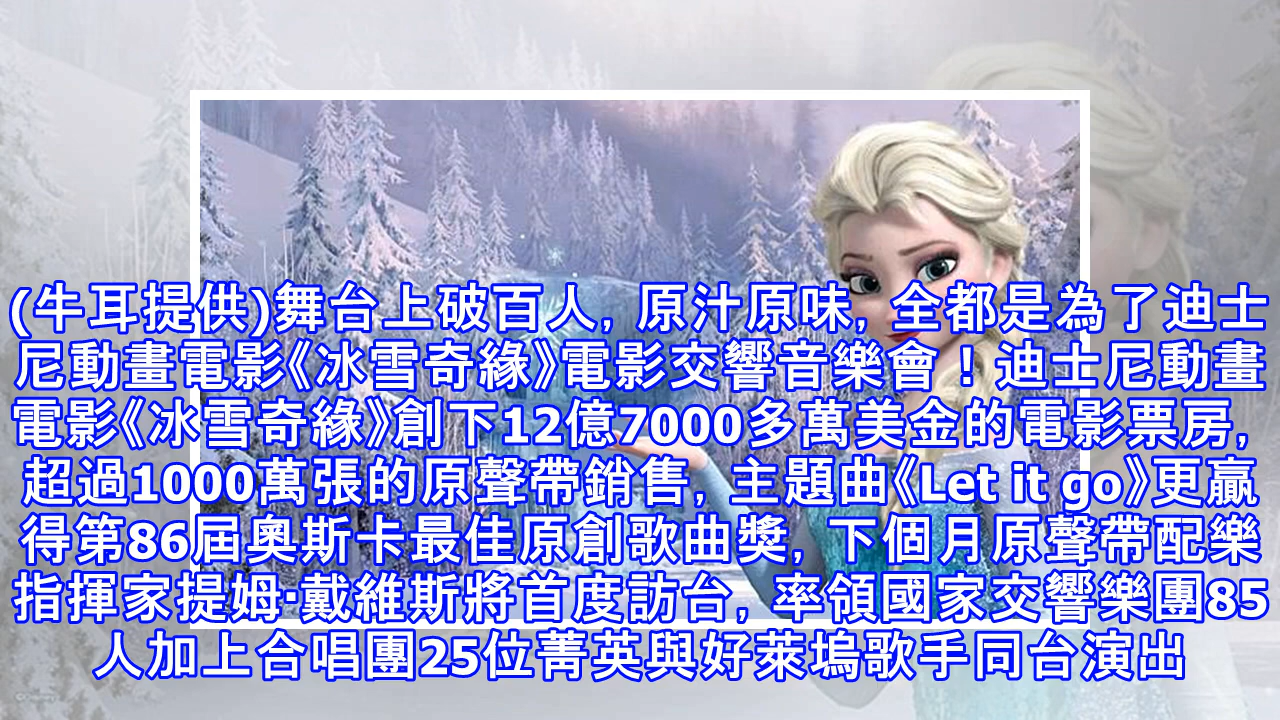 (牛耳提供)舞台上破百人, 原汁原味, 全都是為了迪士
尼動畫電影《冰雪奇緣》電影交響音樂會！迪士尼動畫
電影《冰雪奇緣》創下12億7000多萬美金的電影票房,
超過1000萬張的原聲帶銷售, 主題曲《Let it go》更贏
得第86屆奧斯卡最佳原創歌曲獎, 下個月原聲帶配樂
指揮家提姆·戴維斯將首度訪台, 率領國家交響樂團85
人加上合唱團25位菁英與好萊塢歌手同台演出